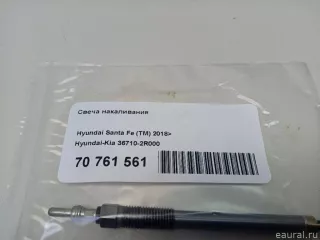 Свеча накаливания
Hyundai Santa Fe (TM) 2018>
Hyundai-Kia 36710-2R000
70 761 561
eaural.ru